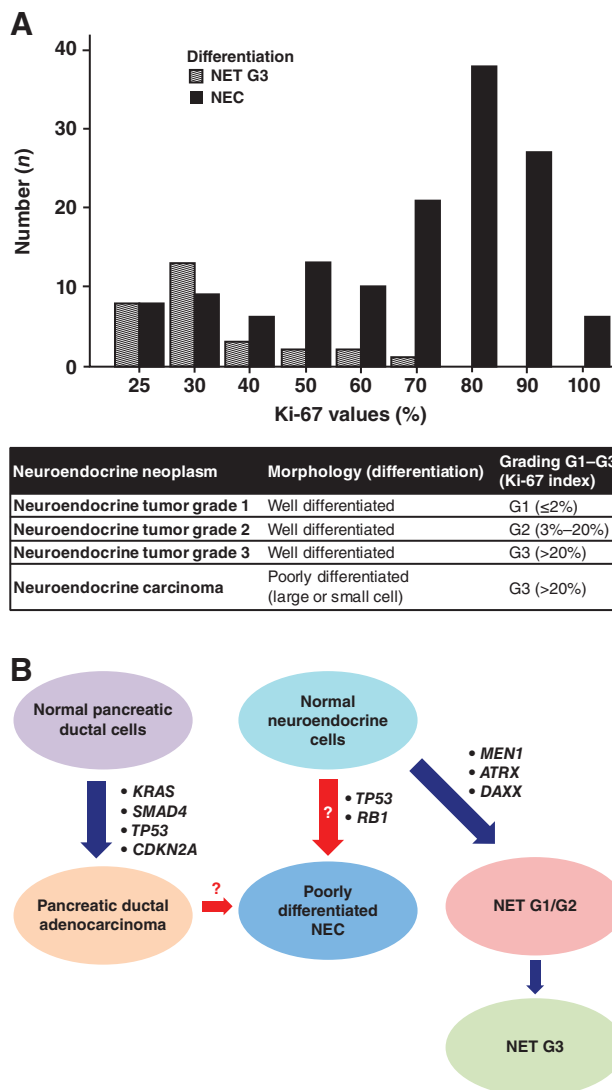 A
Differentiation
NET G3
NEC
Number (n)
40
30
20
10
0
25 30 40 50 60 70 80 90 100
Ki-67 values (%)
Neuroendocrine neoplasm Morphology (differentiation) Grading G1–G3
(Ki-67 index)
Neuroendocrine tumor grade 1 Well differentiated G1 (≤2%)
Neuroendocrine tumor grade 2 Well differentiated G2 (3%–20%)
Neuroendocrine tumor grade 3 Well differentiated G3 (>20%)
Neuroendocrine carcinoma Poorly differentiated
(large or small cell) G3 (>20%)
B
Normal pancreatic
ductal cells
Normal
neuroendocrine
cells
• MEN1
• ATRX
• DAXX
• KRAS
• SMAD4
• TP53
• CDKN2A
?
• TP53
• RB1
Pancreatic ductal
adenocarcinoma
?
Poorly
differentiated
NEC
NET G1/G2
NET G3